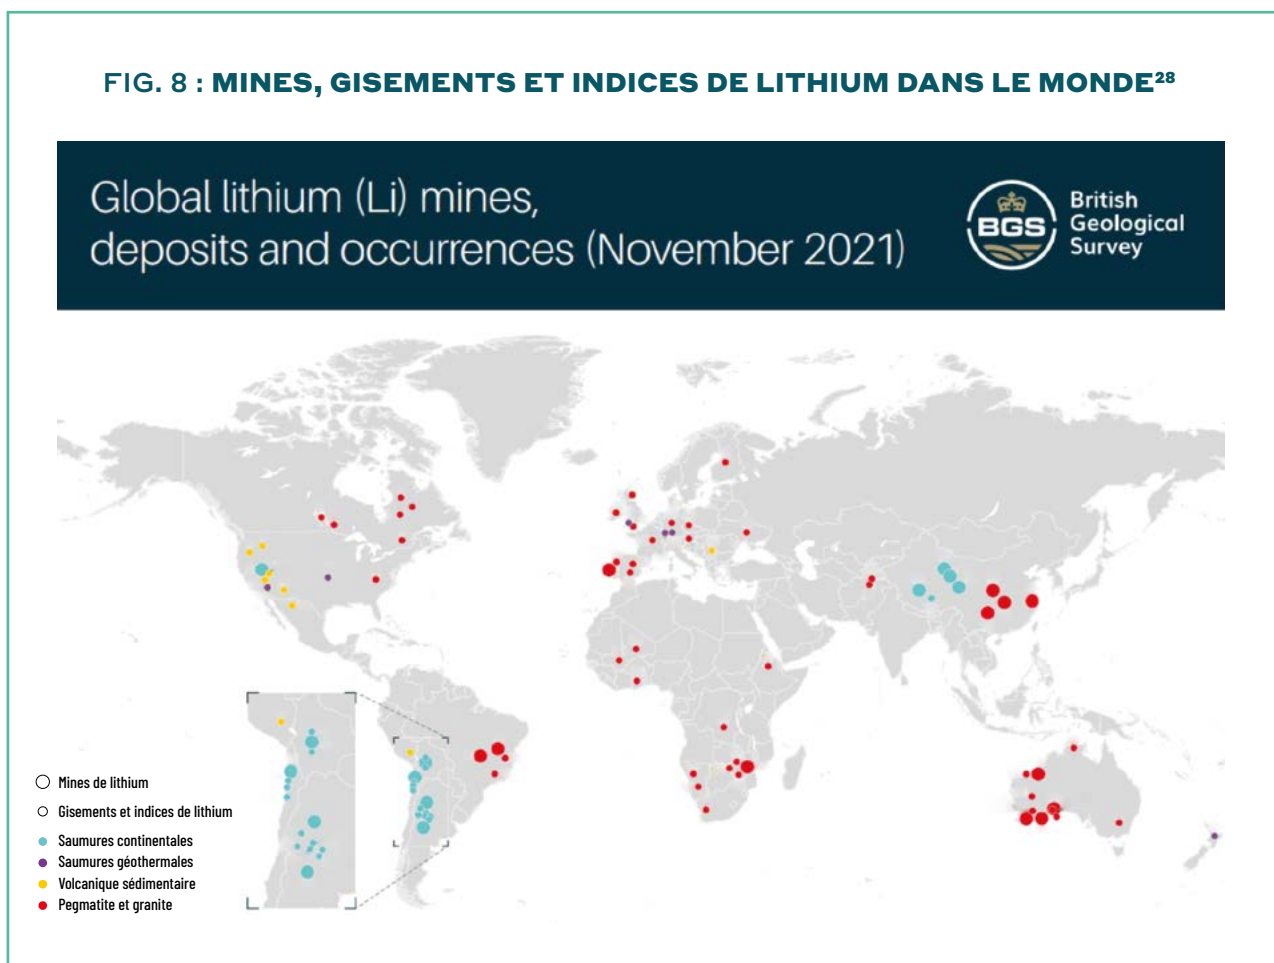 FIG. 8 : MINES, GISEMENTS ET INDICES DE LITHIUM DANS LE MONDE²⁸
Global lithium (Li) mines,
deposits and occurrences (November 2021)
BGS
British
Geological
Survey
Mines de lithium
Gisements et indices de lithium
Saumures continentales
Saumures géothermales
Volcanique sédimentaire
Pegmatite et granite